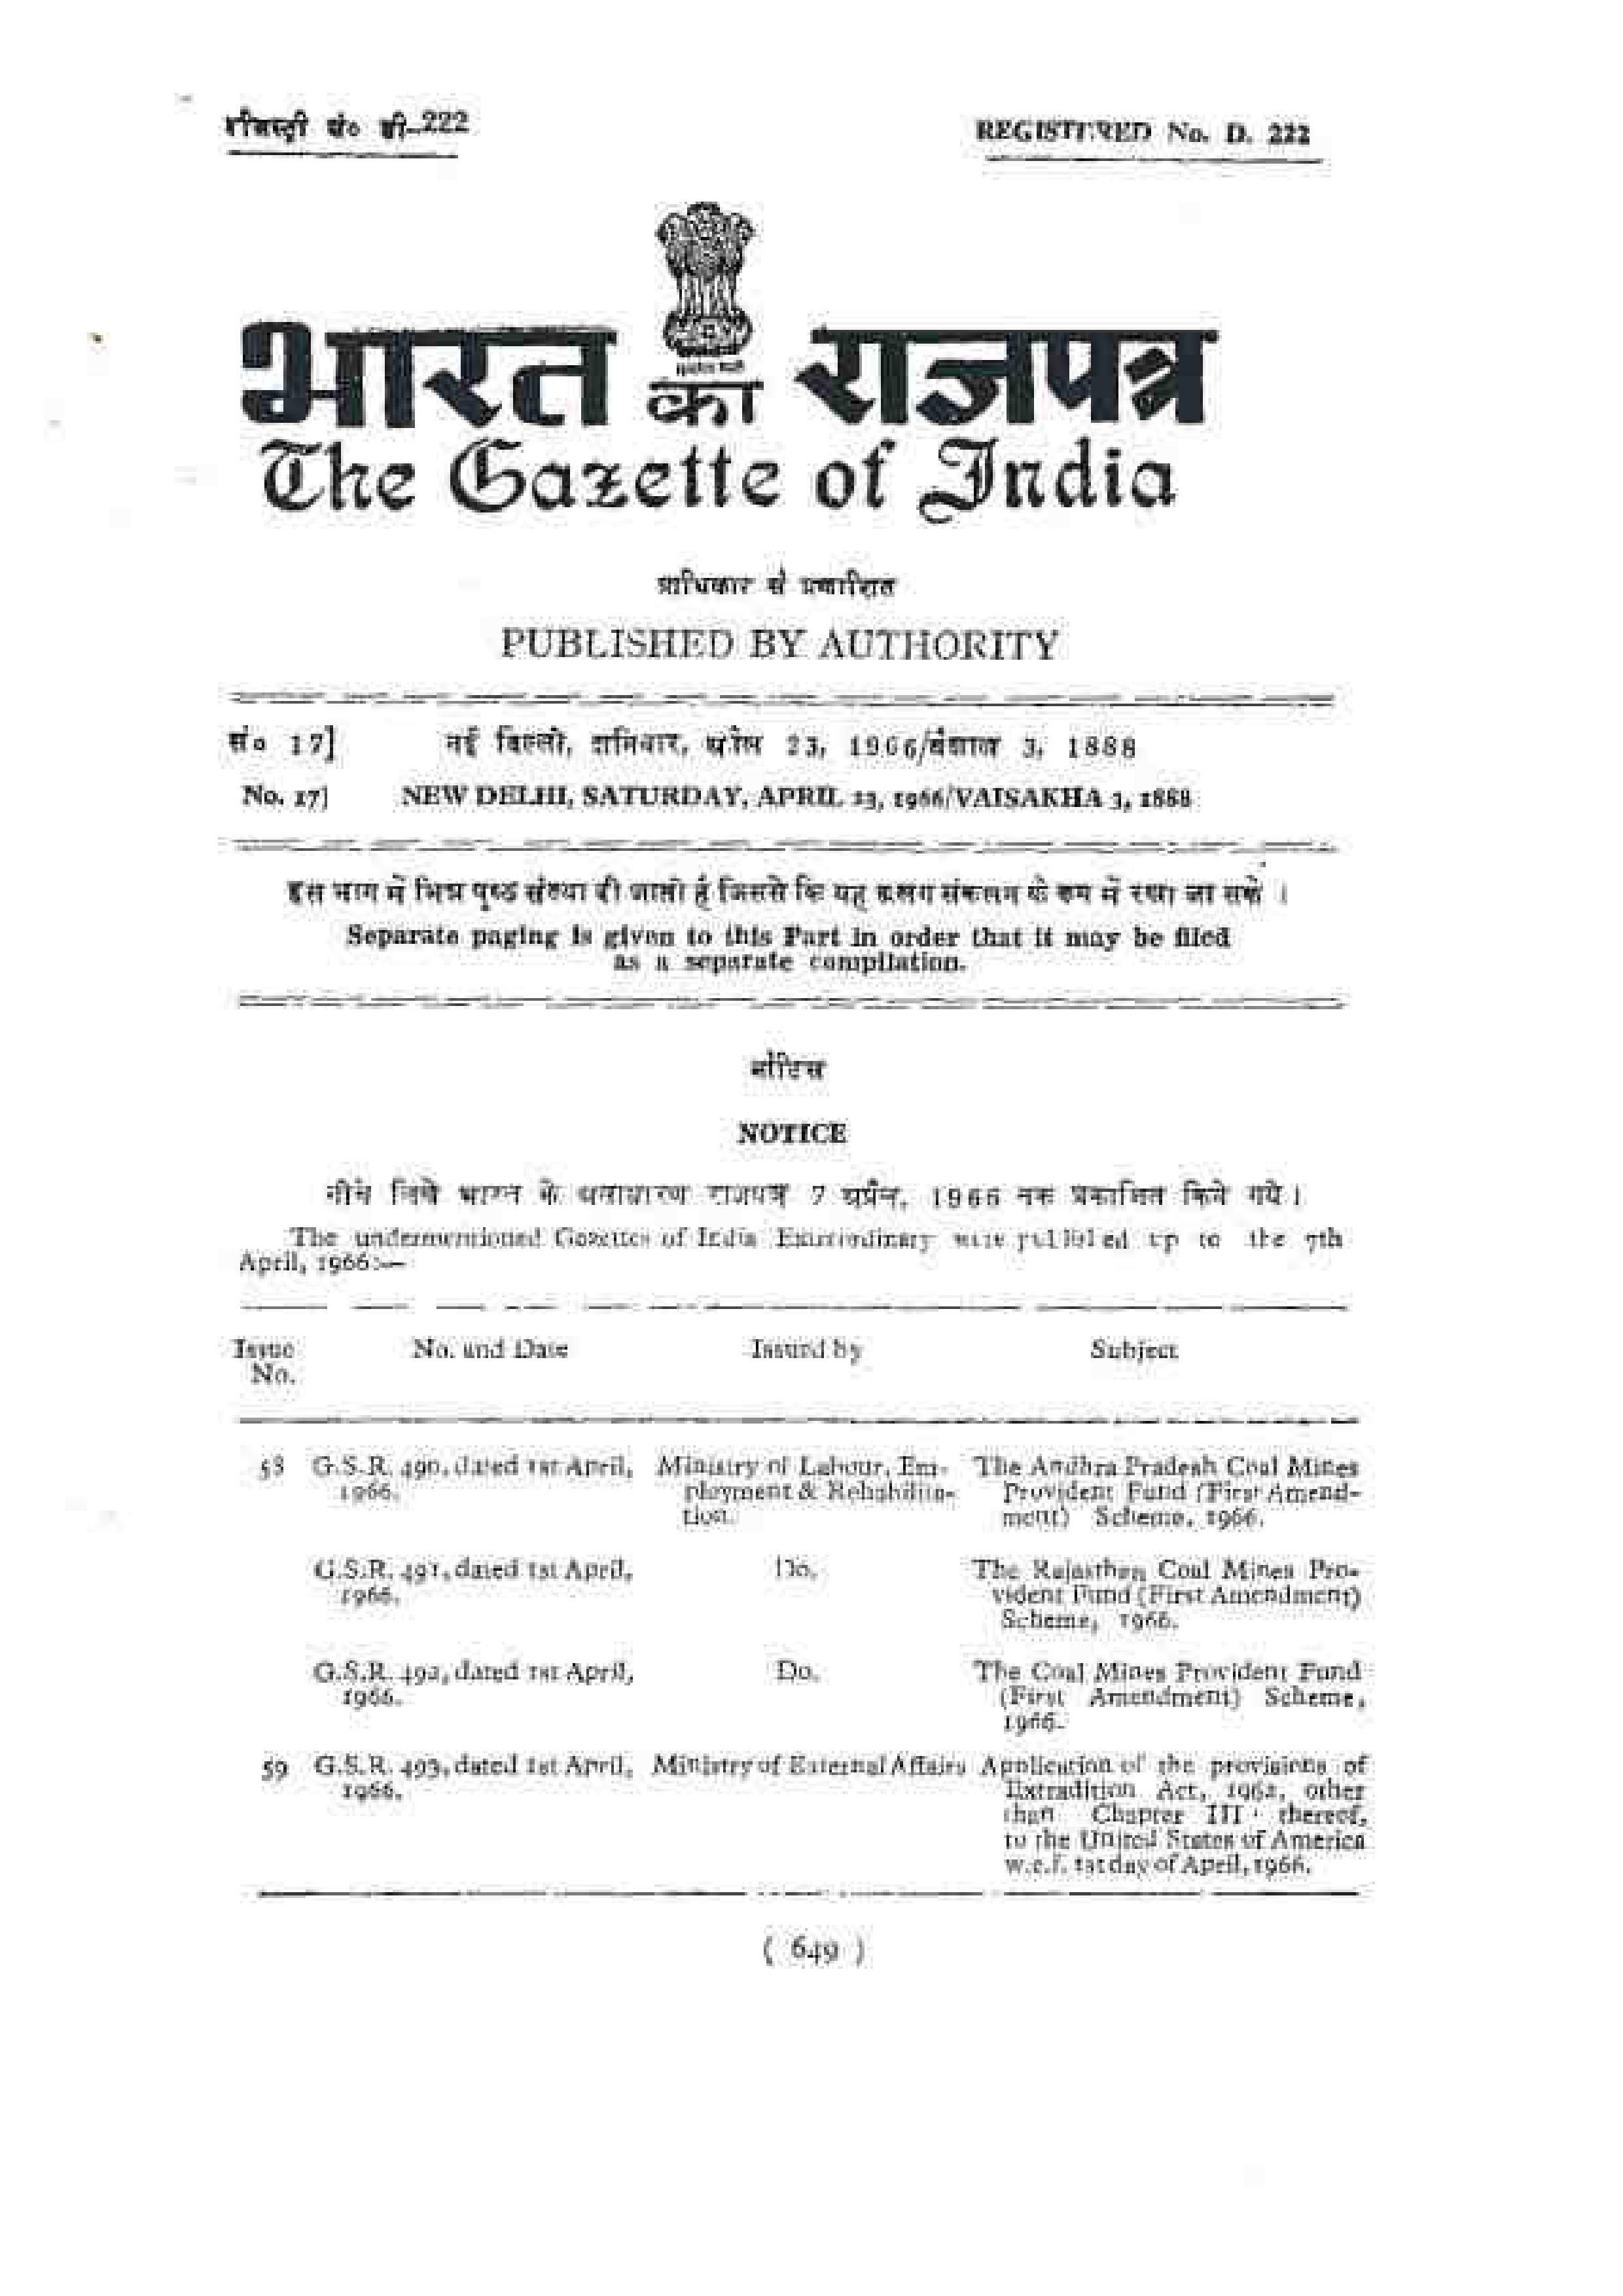 रजिस्ट्री सं० डी-222
REGISTERED No. D. 222
भारत का राजपत्र
The Gazette of India
प्राधिकार से प्रकाशित
PUBLISHED BY AUTHORITY
सं० 17]
नई दिल्ली, शनिवार, अप्रैल 23, 1966/वैशाख 3, 1888
No. 17]
NEW DELHI, SATURDAY, APRIL 23, 1966/VAISAKHA 3, 1888
इस भाग में भिन्न पृष्ठ संख्या दी जाती है जिससे कि यह अलग संकलन के रूप में रखा जा सके ।
Separate paging is given to this Part in order that it may be filed
as a separate compilation.
नोटिस
NOTICE
नीचे लिखे भारत के असाधारण राजपत्र 7 अप्रैल, 1966 तक प्रकाशित किये गये ।
The undermentioned Gazettes of India Extraordinary were published up to the 7th
April, 1966:—
Issue No.
No. and Date
Issued by
Subject
58 G.S.R. 490, dated 1st April, 1966.
Ministry of Labour, Em-
ployment & Rehabilita-
tion.
The Andhra Pradesh Coal Mines
Provident Fund (First Amend-
ment) Scheme, 1966.
G.S.R. 491, dated 1st April, 1966.
Do.
The Rajasthan Coal Mines Pro-
vident Fund (First Amendment)
Scheme, 1966.
G.S.R. 492, dated 1st April, 1966.
Do.
The Coal Mines Provident Fund
(First Amendment) Scheme,
1966.
59 G.S.R. 493, dated 1st April, 1966.
Ministry of External Affairs
Application of the provisions of
Extradition Act, 1962, other
than Chapter III thereof,
to the United States of America
w.e.f. 1st day of April, 1966.
( 649 )